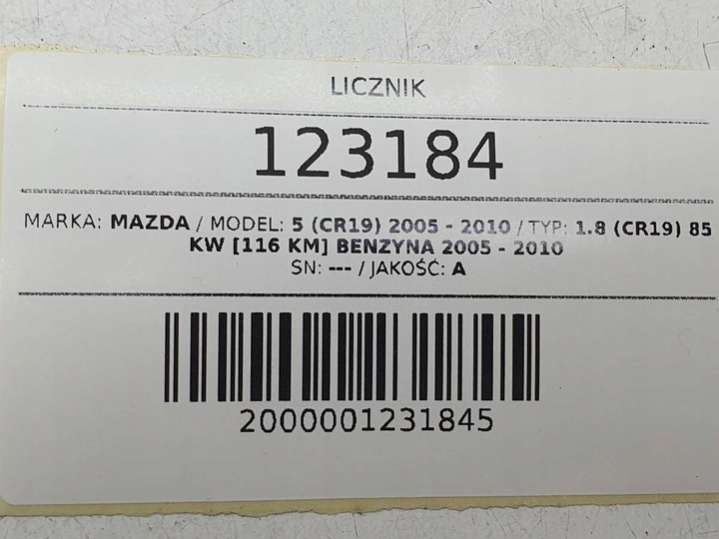 LICZNIK
123184
MARKA: MAZDA / MODEL: 5 (CR19) 2005 - 2010 / TYP: 1.8 (CR19) 85
KW [116 KM] BENZYNA 2005 - 2010
SN: --- / JAKOŚĆ: A
2000001231845